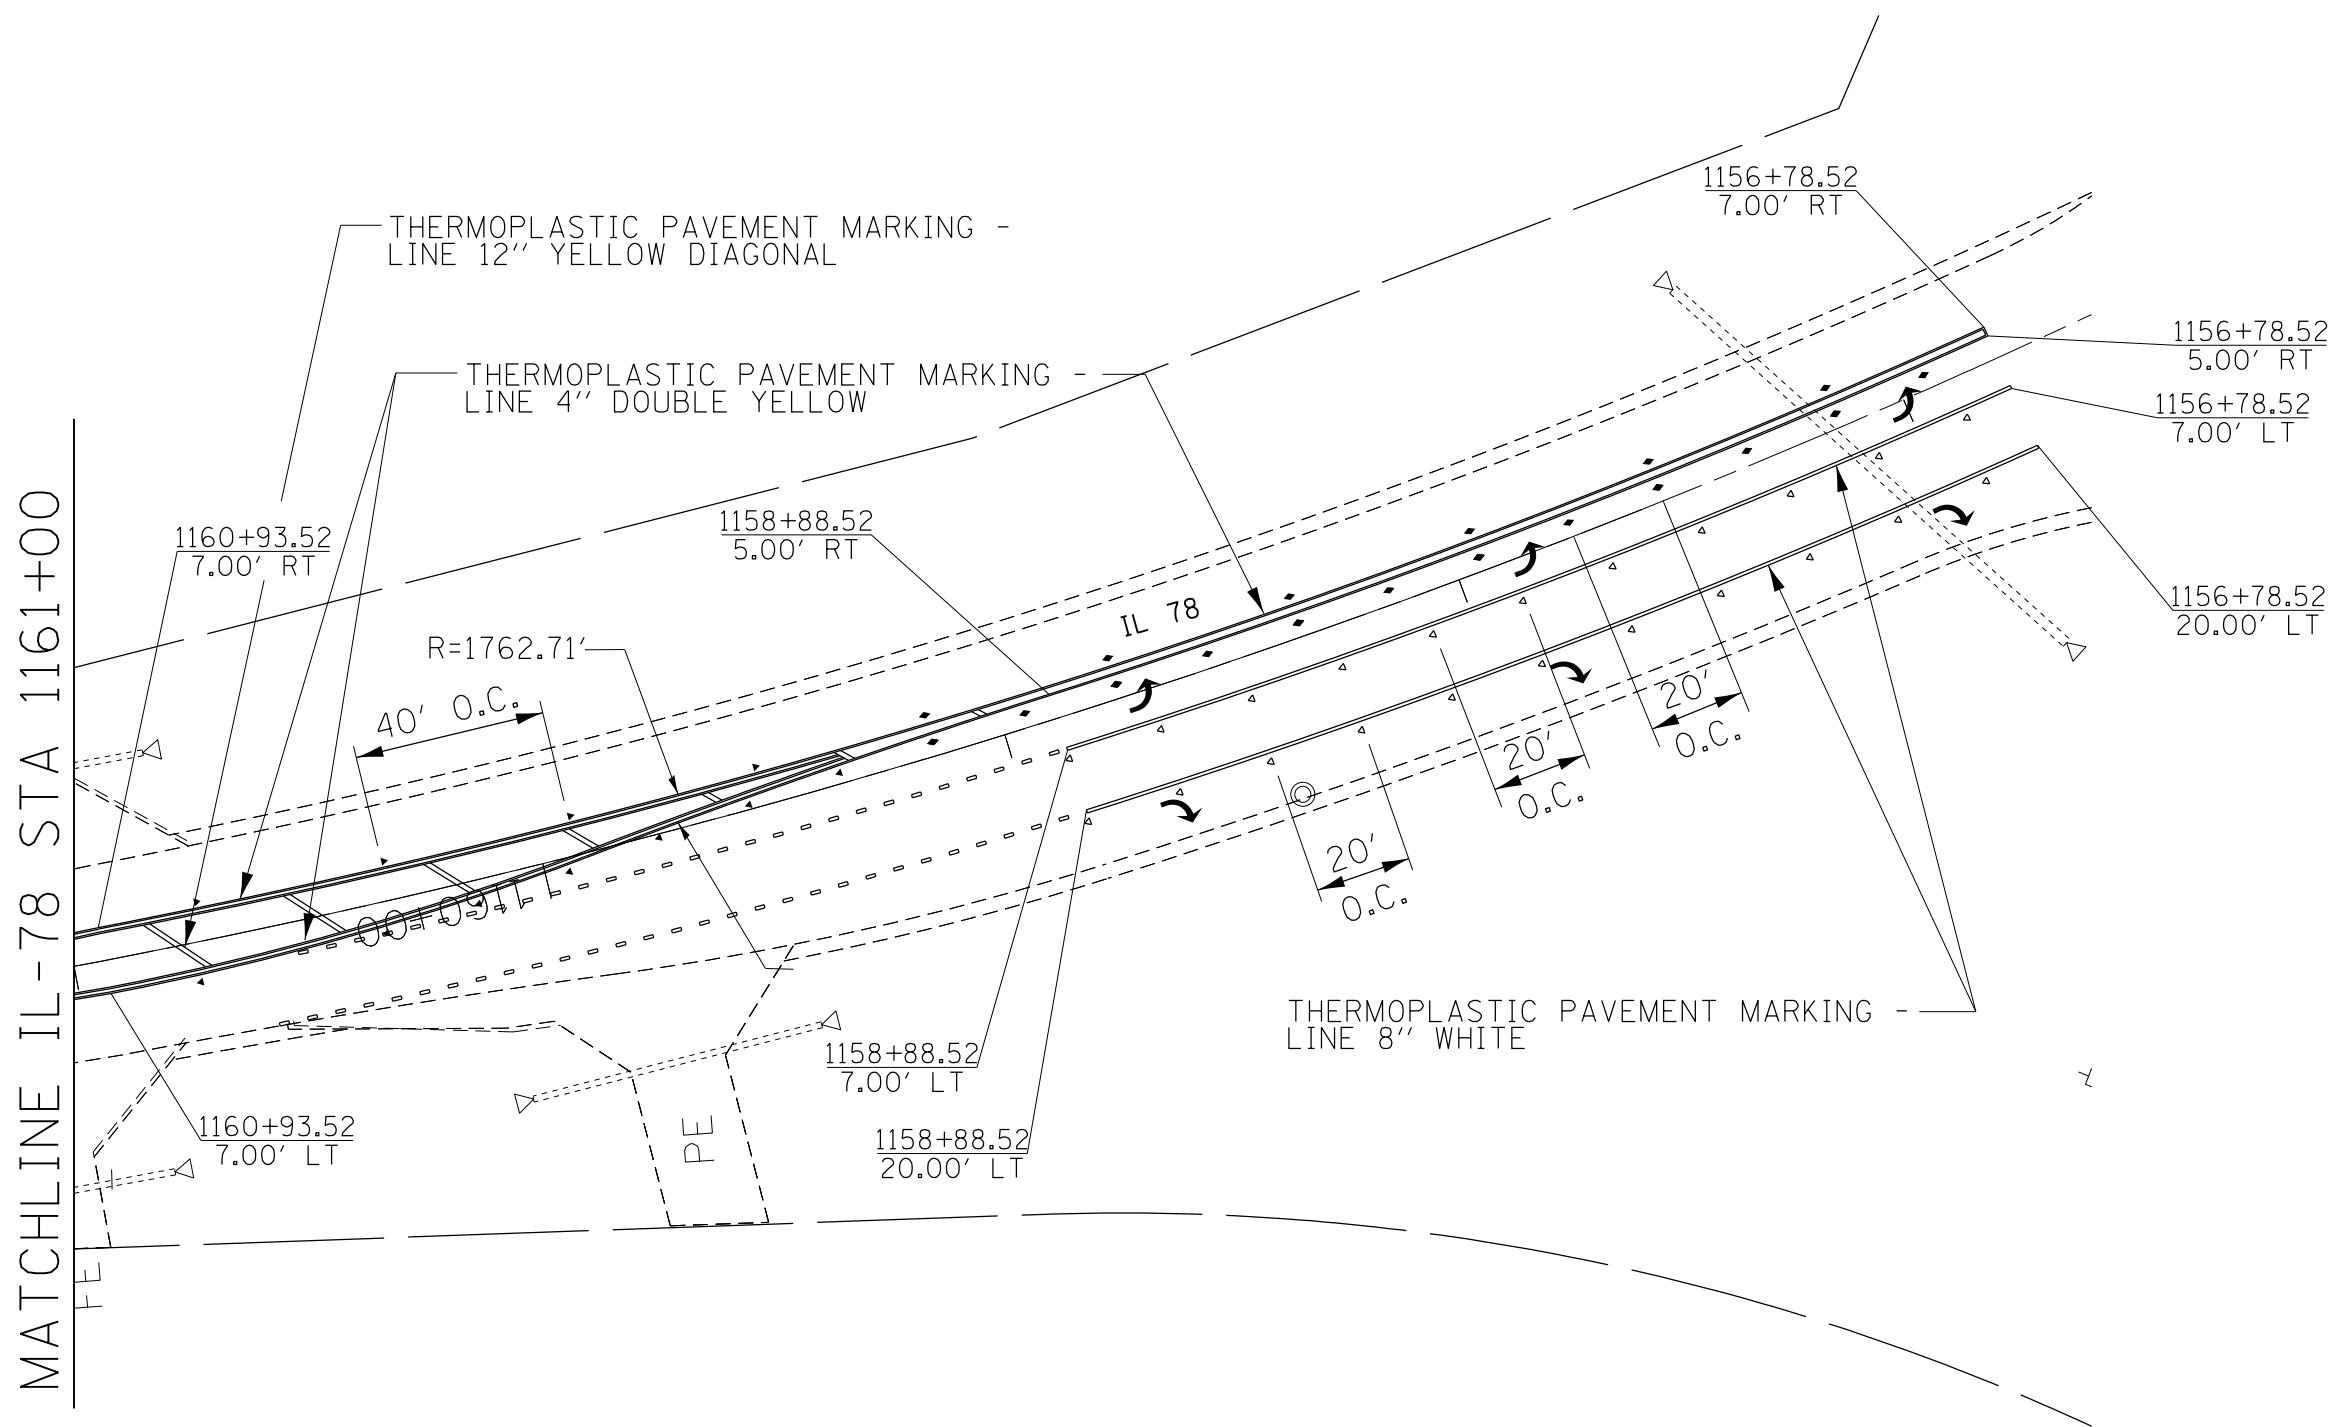 1156+78.52
7.00' RT
THERMOPLASTIC PAVEMENT MARKING -
LINE 12'' YELLOW DIAGONAL
1156+78.52
5.00' RT
THERMOPLASTIC PAVEMENT MARKING -
LINE 4'' DOUBLE YELLOW
1156+78.52
7.00' LT
1160+93.52
7.00' RT
1158+88.52
5.00' RT
1156+78.52
20.00' LT
IL 78
R=1762.71'
40' O.C.
20'
O.C.
20'
O.C.
20'
O.C.
1160+00
MATCHLINE IL-78 STA 1161+00
THERMOPLASTIC PAVEMENT MARKING -
LINE 8'' WHITE
1158+88.52
7.00' LT
1160+93.52
7.00' LT
1158+88.52
20.00' LT
PE